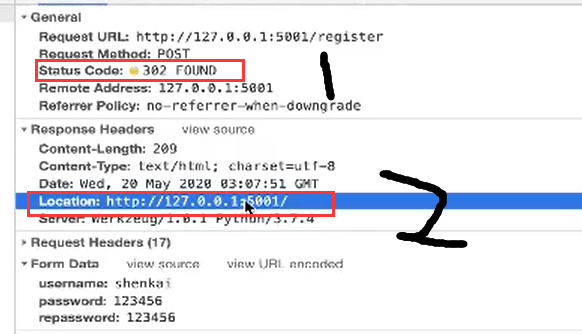 General
Request URL: http://127.0.0.1:5001/register
Request Method: POST
Status Code: 302 FOUND
Remote Address: 127.0.0.1:5001
Referrer Policy: no-referrer-when-downgrade
1
Response Headers view source
Content-Length: 209
Content-Type: text/html; charset=utf-8
Date: Wed, 20 May 2020 03:07:51 GMT
Location: http://127.0.0.1:5001/
Server: Werkzeug/1.0.1 Python/3.7.4
2
Request Headers (17)
Form Data view source view URL encoded
username: shenkai
password: 123456
repassword: 123456